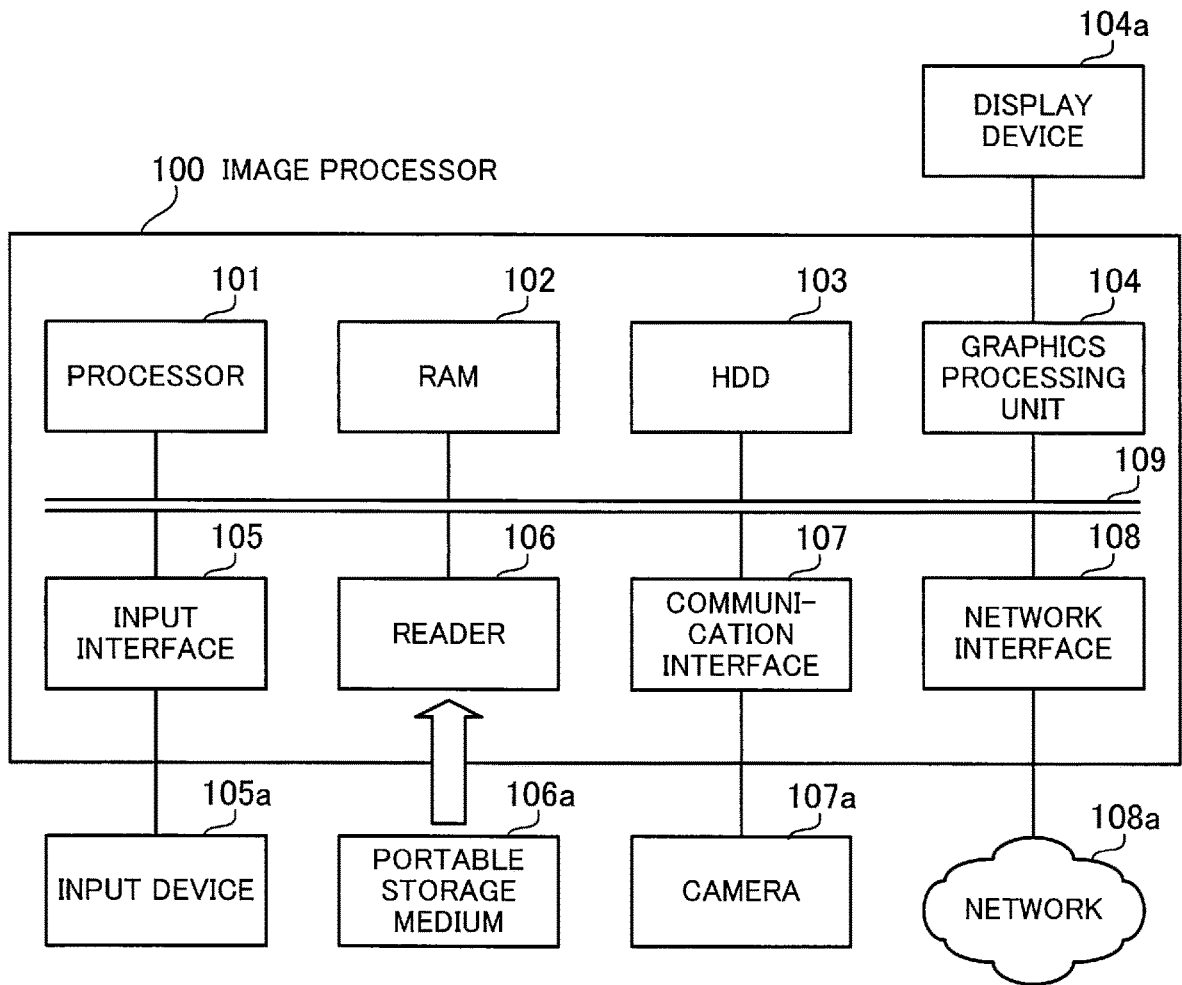 104a
DISPLAY
DEVICE
100 IMAGE PROCESSOR
101
102
103
104
PROCESSOR
RAM
HDD
GRAPHICS
PROCESSING
UNIT
109
105
106
107
108
INPUT
INTERFACE
READER
COMMUNI-
CATION
INTERFACE
NETWORK
INTERFACE
105a
106a
107a
108a
INPUT DEVICE
PORTABLE
STORAGE
MEDIUM
CAMERA
NETWORK